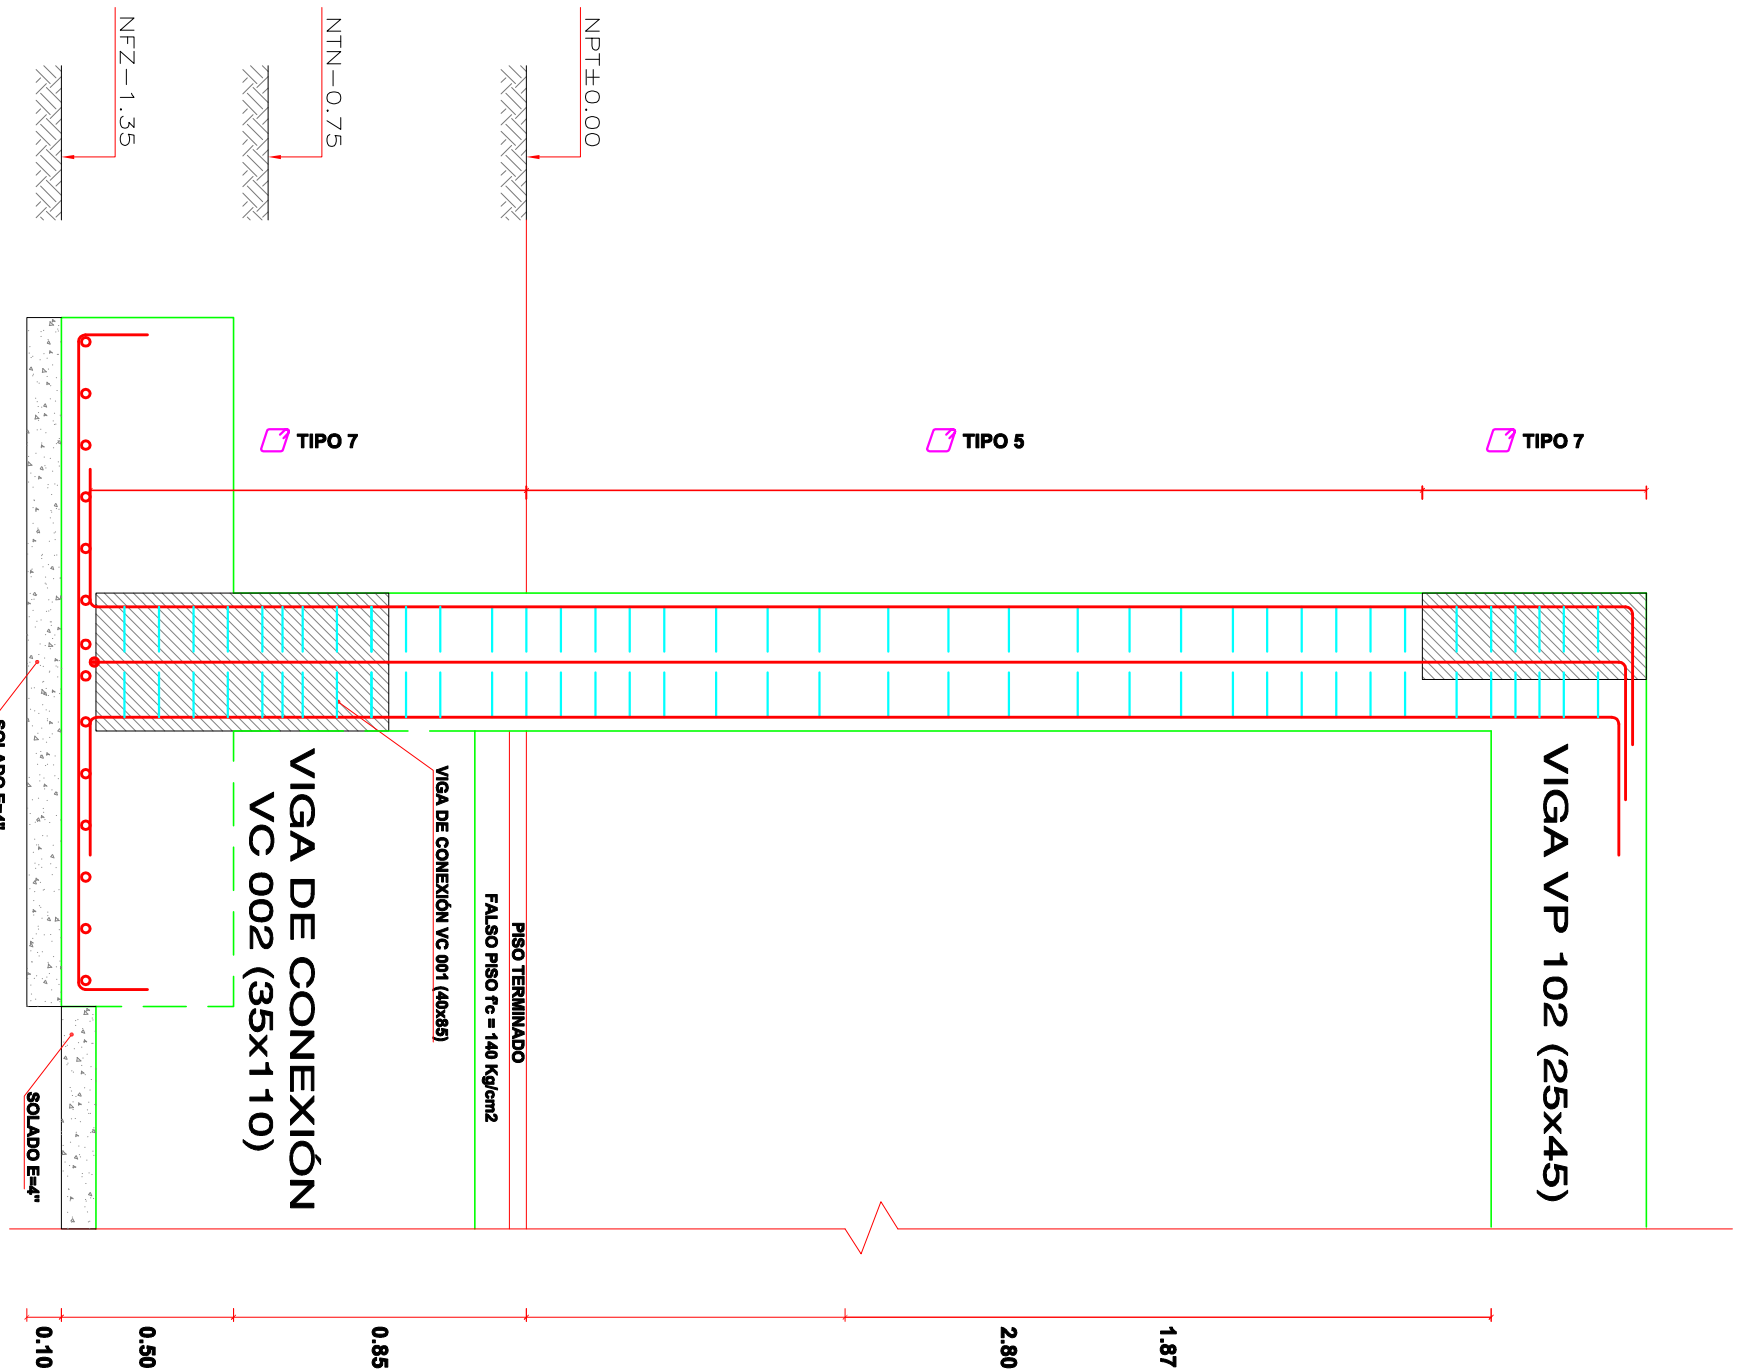 NPT±0.00
NTN-0.75
NFZ-1.35
TIPO 7
TIPO 5
TIPO 7
VIGA VP 102 (25x45)
PISO TERMINADO
FALSO PISO f'c = 140 Kg/cm2
VIGA DE CONEXIÓN VC 001 (40x85)
VIGA DE CONEXIÓN
VC 002 (35x110)
SOLADO E=4"
SOLADO E=4"
1.87
2.80
0.85
0.50
0.10